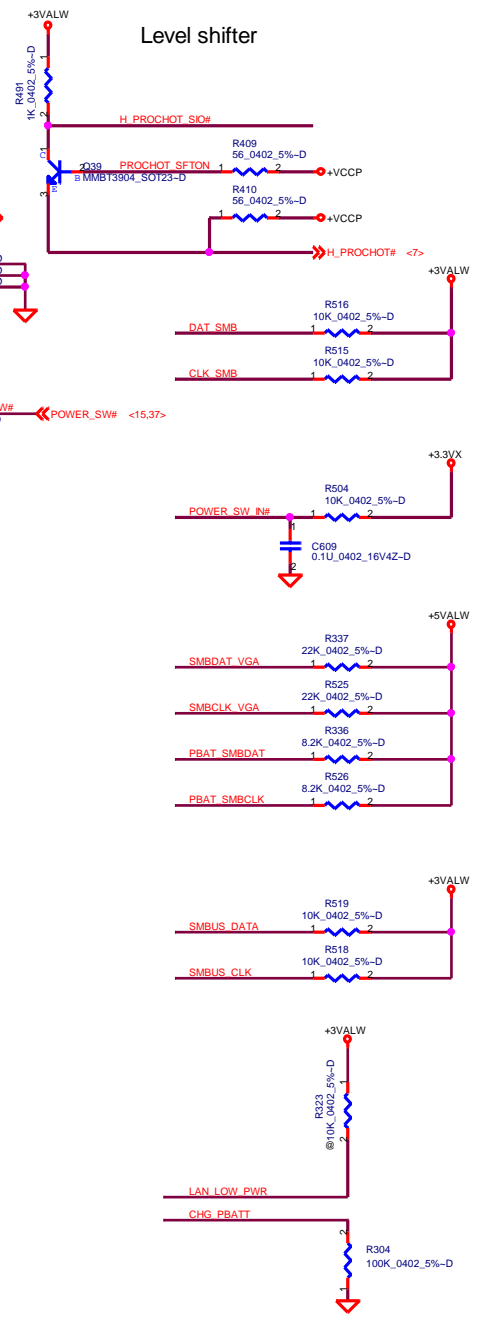 +3VALW
Level shifter
R491
1K_0402_5%~D
1
2
H_PROCHOT_SIO#
R409
56_0402_5%~D
1
C
Q39
2
PROCHOT_SFTON
1
2
+VCCP
B
MMBT3904_SOT23~D
E
3
R410
56_0402_5%~D
1
2
+VCCP
H_PROCHOT# <7>
+3VALW
R516
10K_0402_5%~D
DAT_SMB
1
2
R515
10K_0402_5%~D
CLK_SMB
1
2
W#
POWER_SW# <15,37>
+3.3VX
R504
10K_0402_5%~D
POWER_SW_IN#
1
2
1
C609
0.1U_0402_16V4Z~D
2
+5VALW
R337
22K_0402_5%~D
SMBDAT_VGA
1
2
R525
22K_0402_5%~D
SMBCLK_VGA
1
2
R336
8.2K_0402_5%~D
PBAT_SMBDAT
1
2
R526
8.2K_0402_5%~D
PBAT_SMBCLK
1
2
+3VALW
R519
10K_0402_5%~D
SMBUS_DATA
1
2
R518
10K_0402_5%~D
SMBUS_CLK
1
2
+3VALW
R323
@10K_0402_5%~D
1
2
LAN_LOW_PWR
CHG_PBATT
2
R304
100K_0402_5%~D
1